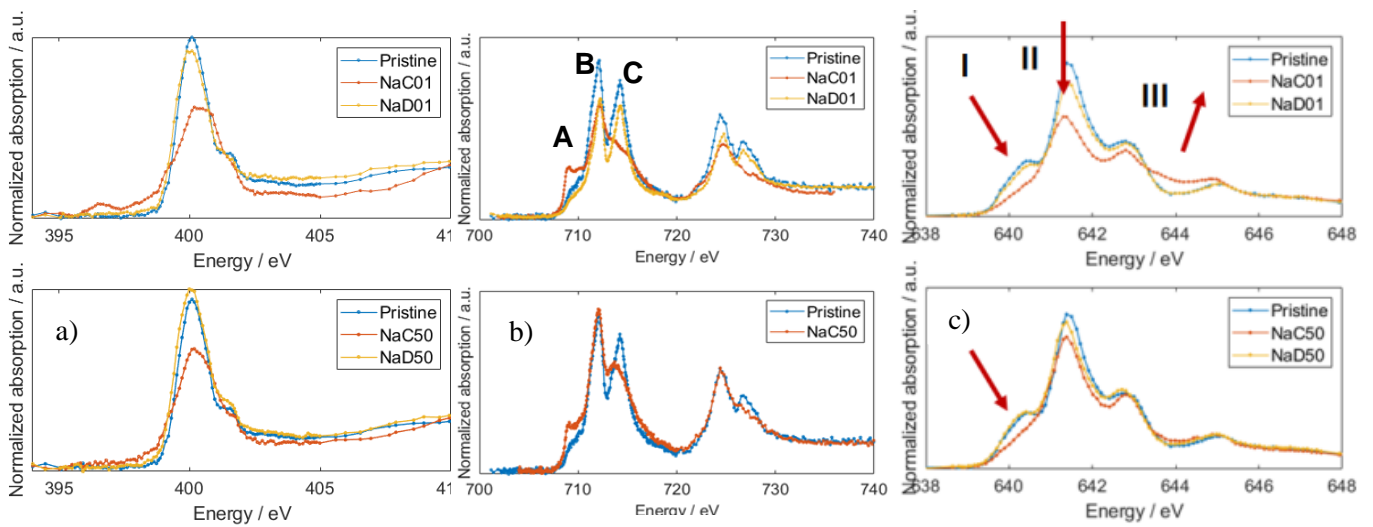 Normalized absorption / a.u.
Pristine
NaC01
NaD01
395
400
405
41
Energy / eV
Normalized absorption / a.u.
A
B
C
Pristine
NaC01
NaD01
700
710
720
730
740
Energy / eV
Normalized absorption / a.u.
I
II
III
Pristine
NaC01
NaD01
638
640
642
644
646
648
Energy / eV
Normalized absorption / a.u.
a)
Pristine
NaC50
NaD50
395
400
405
41
Energy / eV
Normalized absorption / a.u.
b)
Pristine
NaC50
700
710
720
730
740
Energy / eV
Normalized absorption / a.u.
c)
Pristine
NaC50
NaD50
638
640
642
644
646
648
Energy / eV